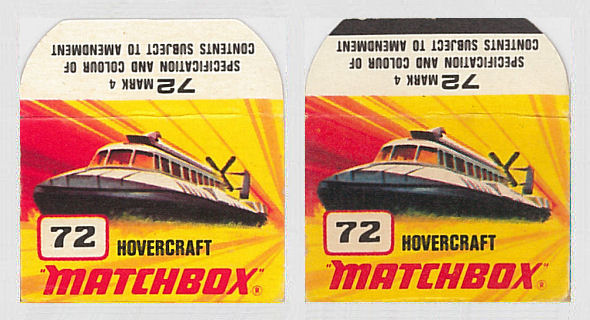 72 MARK 4
SPECIFICATION AND COLOUR OF
CONTENTS SUBJECT TO AMENDMENT
72
HOVERCRAFT
"MATCHBOX"®
72 MARK 4
SPECIFICATION AND COLOUR OF
CONTENTS SUBJECT TO AMENDMENT
72
HOVERCRAFT
"MATCHBOX"®